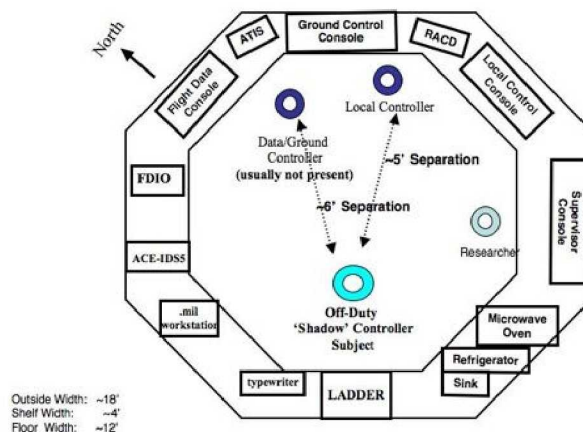 North
ATIS
Ground Control
Console
RACD
Flight Data
Console
Local Control
Console
Local Controller
Data/Ground
Controller
(usually not present)
~5' Separation
~6' Separation
FDIO
Supervisor
Console
Researcher
ACE-IDS5
.mil
workstation
Off-Duty
'Shadow' Controller
Subject
Microwave
Oven
Refrigerator
Sink
typewriter
LADDER
Outside Width: ~18'
Shelf Width: ~4'
Floor Width: ~12'